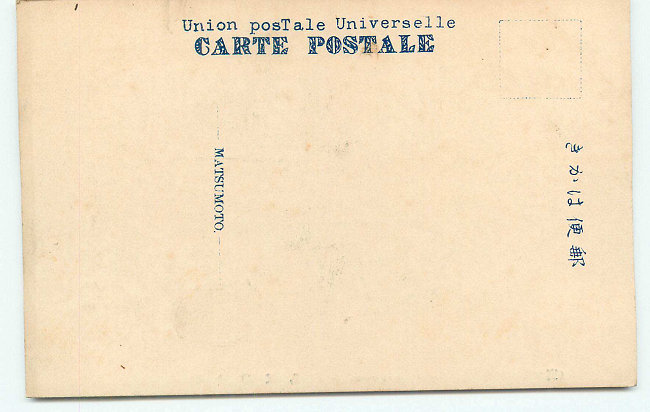 Union posTale Universelle
CARTE POSTALE
MATSUMOTO.
郵便はかき